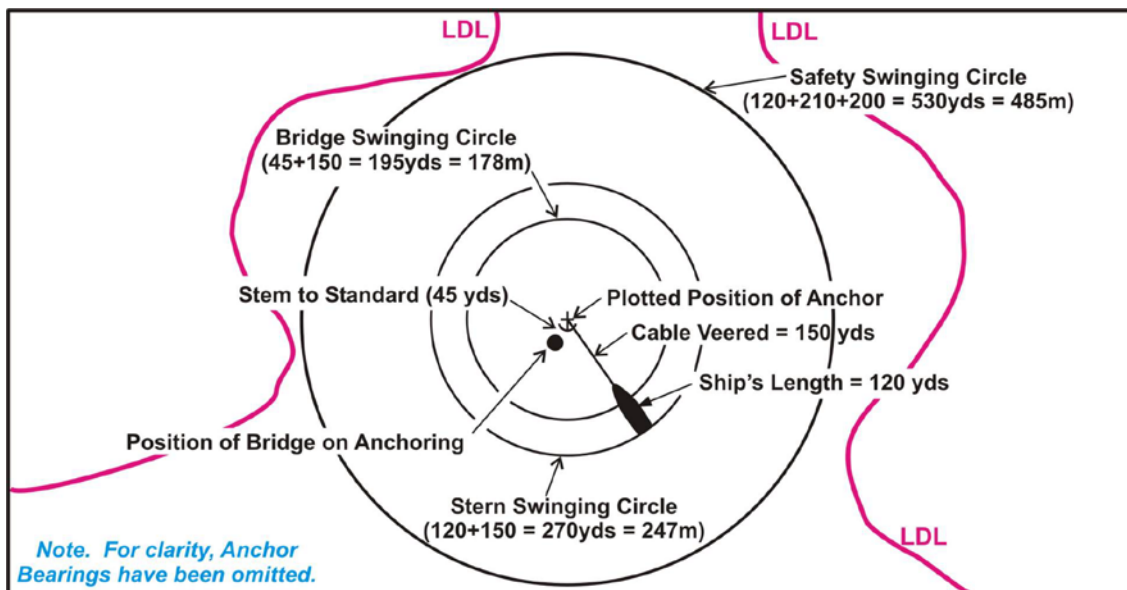 LDL
LDL
Safety Swinging Circle
(120+210+200 = 530yds = 485m)
Bridge Swinging Circle
(45+150 = 195yds = 178m)
Stem to Standard (45 yds)
Plotted Position of Anchor
Cable Veered = 150 yds
Ship's Length = 120 yds
Position of Bridge on Anchoring
Stern Swinging Circle
(120+150 = 270yds = 247m)
LDL
Note. For clarity, Anchor
Bearings have been omitted.